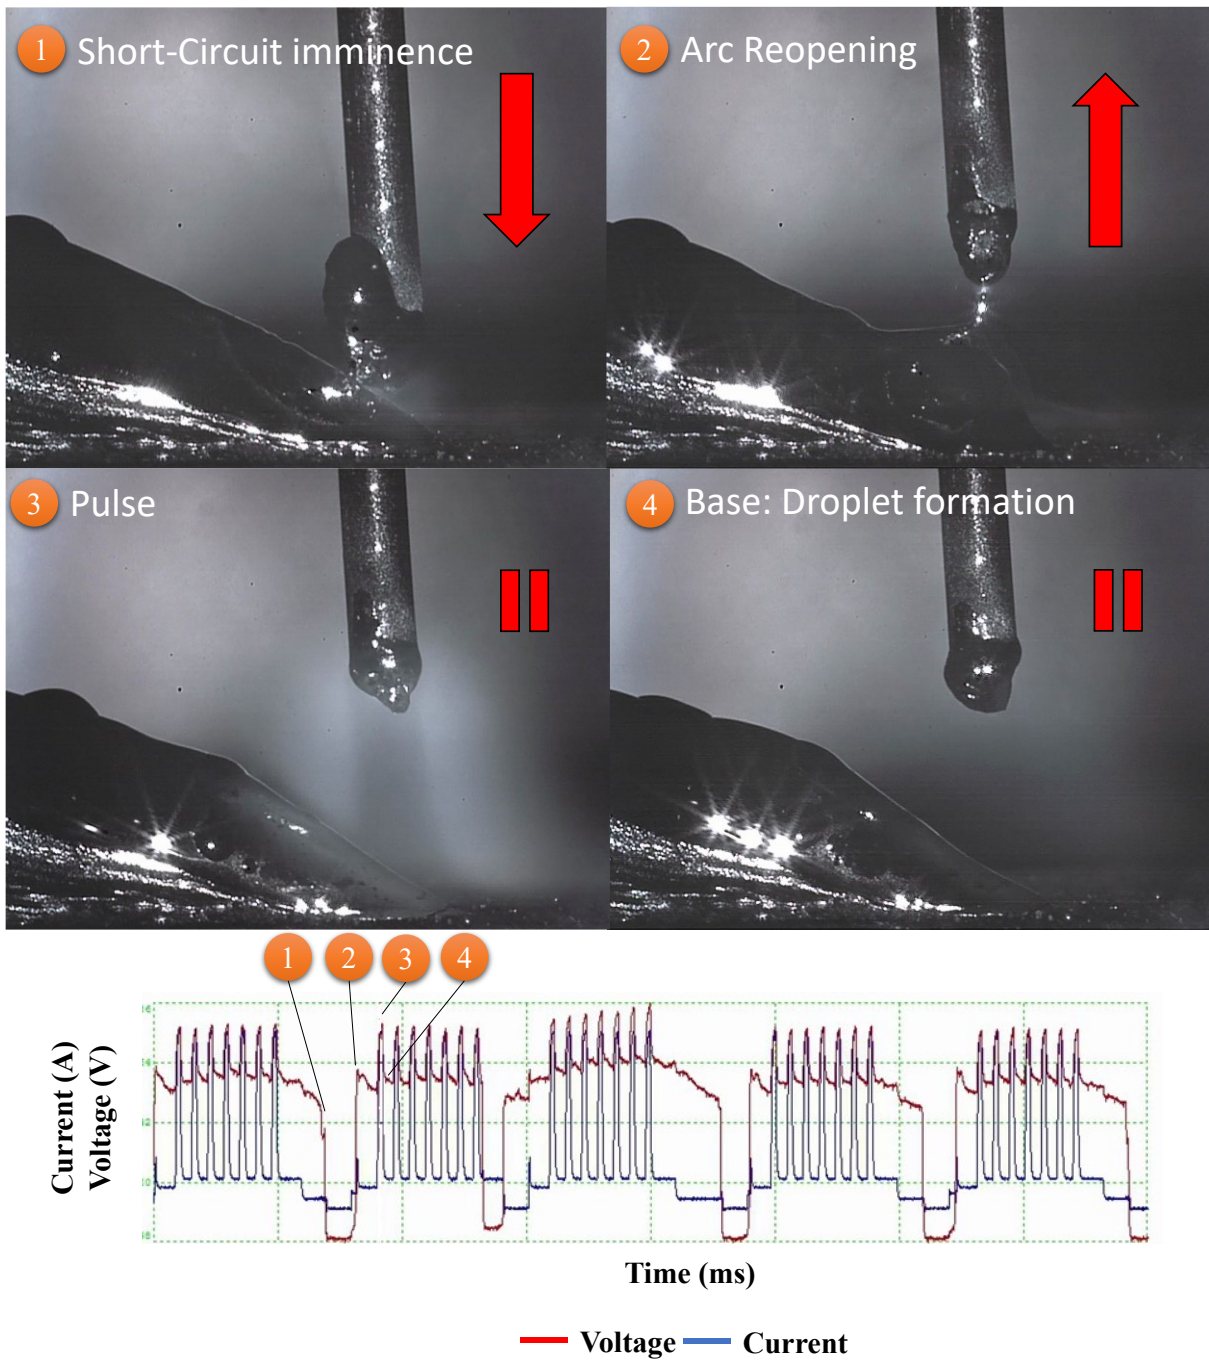 1 Short-Circuit imminence
2 Arc Reopening
3 Pulse
4 Base: Droplet formation
1 2 3 4
Current (A)
Voltage (V)
Time (ms)
Voltage Current